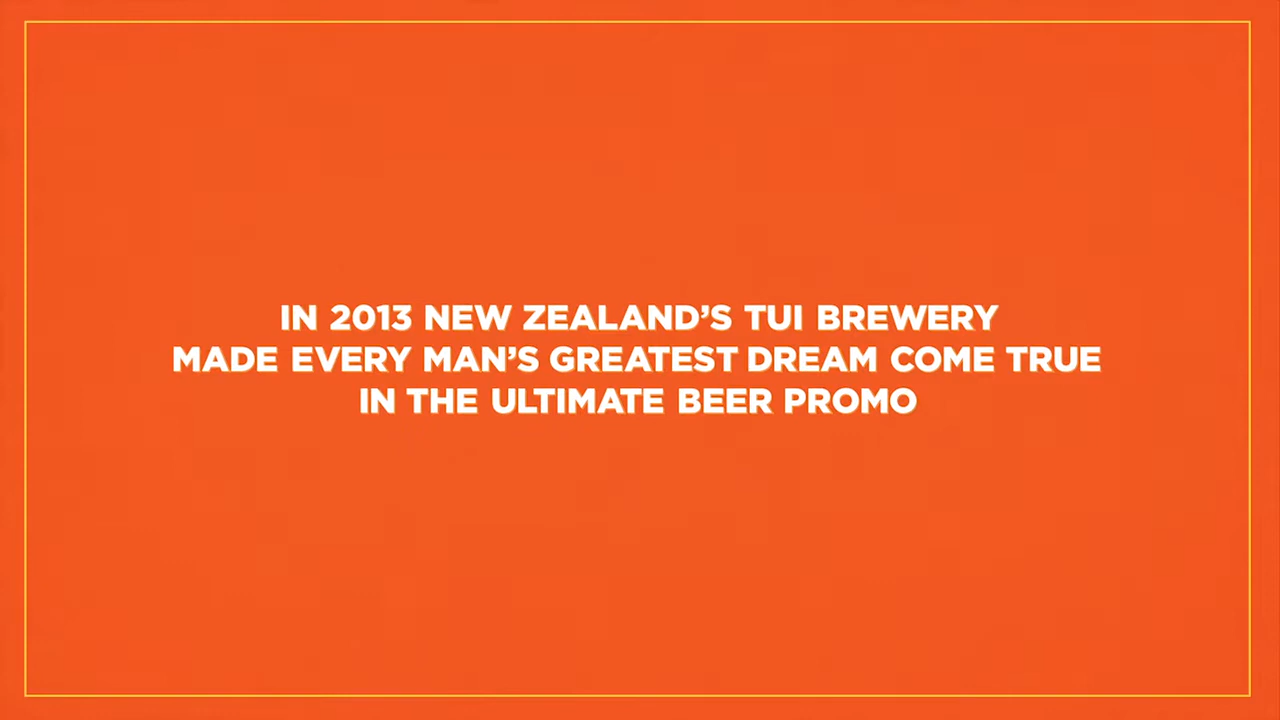 IN 2013 NEW ZEALAND’S TUI BREWERY
MADE EVERY MAN’S GREATEST DREAM COME TRUE
IN THE ULTIMATE BEER PROMO